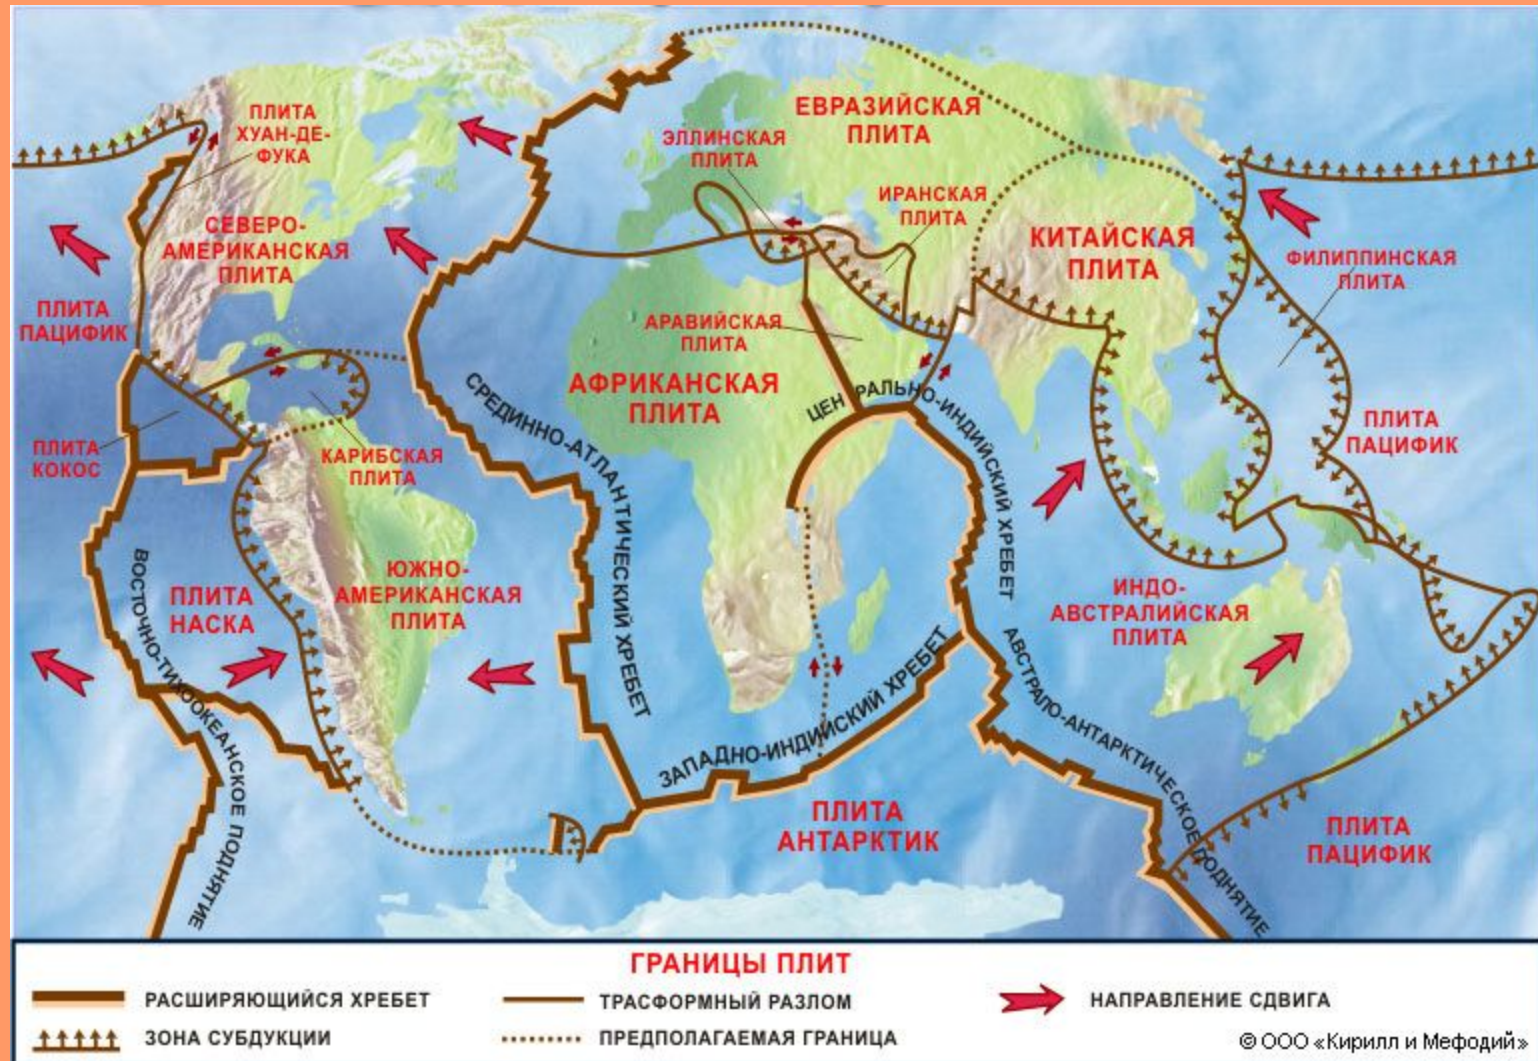 ПЛИТА
ХУАН-ДЕ-
ФУКА
ЕВРАЗИЙСКАЯ
ПЛИТА
ЭЛЛИНСКАЯ
ПЛИТА
ИРАНСКАЯ
ПЛИТА
СЕВЕРО-
АМЕРИКАНСКАЯ
ПЛИТА
КИТАЙСКАЯ
ПЛИТА
ФИЛИППИНСКАЯ
ПЛИТА
ПЛИТА
ПАЦИФИК
АРАВИЙСКАЯ
ПЛИТА
АФРИКАНСКАЯ
ПЛИТА
СРЕДИННО-АТЛАНТИЧЕСКИЙ ХРЕБЕТ
ЦЕНТРАЛЬНО-ИНДИЙСКИЙ ХРЕБЕТ
ПЛИТА
КОКОС
КАРИБСКАЯ
ПЛИТА
ПЛИТА
ПАЦИФИК
ВОСТОЧНО-ТИХООКЕАНСКОЕ ПОДНЯТИЕ
ПЛИТА
НАСКА
ЮЖНО-
АМЕРИКАНСКАЯ
ПЛИТА
ИНДО-
АВСТРАЛИЙСКАЯ
ПЛИТА
ЗАПАДНО-ИНДИЙСКИЙ ХРЕБЕТ
АВСТРАЛО-АНТАРКТИЧЕСКОЕ ПОДНЯТИЕ
ПЛИТА
АНТАРКТИК
ПЛИТА
ПАЦИФИК
ГРАНИЦЫ ПЛИТ
РАСШИРЯЮЩИЙСЯ ХРЕБЕТ
ТРАСФОРМНЫЙ РАЗЛОМ
НАПРАВЛЕНИЕ СДВИГА
ЗОНА СУБДУКЦИИ
ПРЕДПОЛАГАЕМАЯ ГРАНИЦА
© ООО «Кирилл и Мефодий»